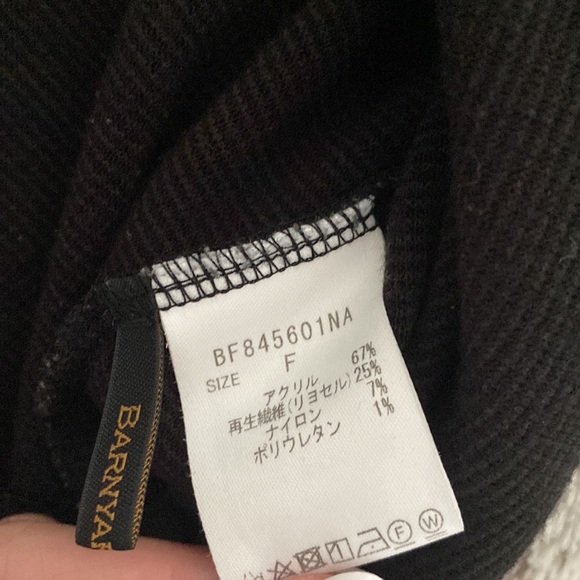 BF845601NA
SIZE F
アクリル 67%
再生繊維(リヨセル) 25%
ナイロン 7%
ポリウレタン 1%
F W